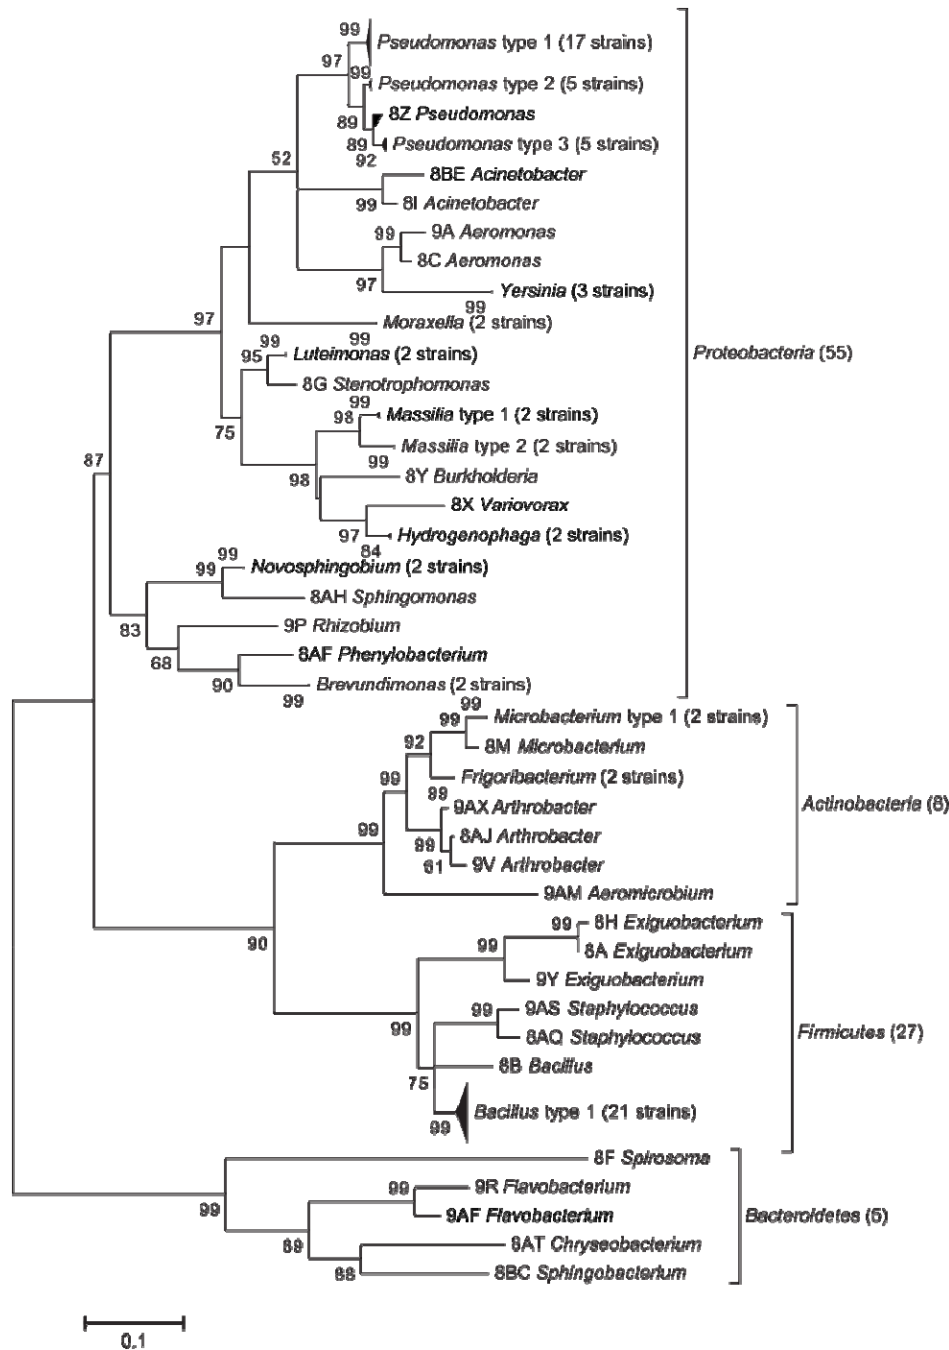 99
Pseudomonas type 1 (17 strains)
97
99
Pseudomonas type 2 (5 strains)
8Z Pseudomonas
89
89
Pseudomonas type 3 (5 strains)
92
52
8BE Acinetobacter
99
8I Acinetobacter
99
9A Aeromonas
8C Aeromonas
97
Yersinia (3 strains)
99
97
Moraxella (2 strains)
99
99
95
Luteimonas (2 strains)
Proteobacteria (55)
8G Stenotrophomonas
99
98
Massilia type 1 (2 strains)
75
Massilia type 2 (2 strains)
99
87
98
8Y Burkholderia
8X Variovorax
97
Hydrogenophaga (2 strains)
84
99
99
Novosphingobium (2 strains)
8AH Sphingomonas
83
9P Rhizobium
68
8AF Phenylobacterium
90
Brevundimonas (2 strains)
99
99
99
Microbacterium type 1 (2 strains)
92
8M Microbacterium
99
Frigoribacterium (2 strains)
99
9AX Arthrobacter
Actinobacteria (8)
99
8AJ Arthrobacter
99
61
9V Arthrobacter
9AM Aeromicrobium
90
99
8H Exiguobacterium
99
8A Exiguobacterium
9Y Exiguobacterium
99
9AS Staphylococcus
99
Firmicutes (27)
8AQ Staphylococcus
8B Bacillus
75
Bacillus type 1 (21 strains)
99
8F Spirosoma
99
9R Flavobacterium
99
9AF Flavobacterium
Bacteroidetes (5)
89
8AT Chryseobacterium
88
8BC Sphingobacterium
0.1